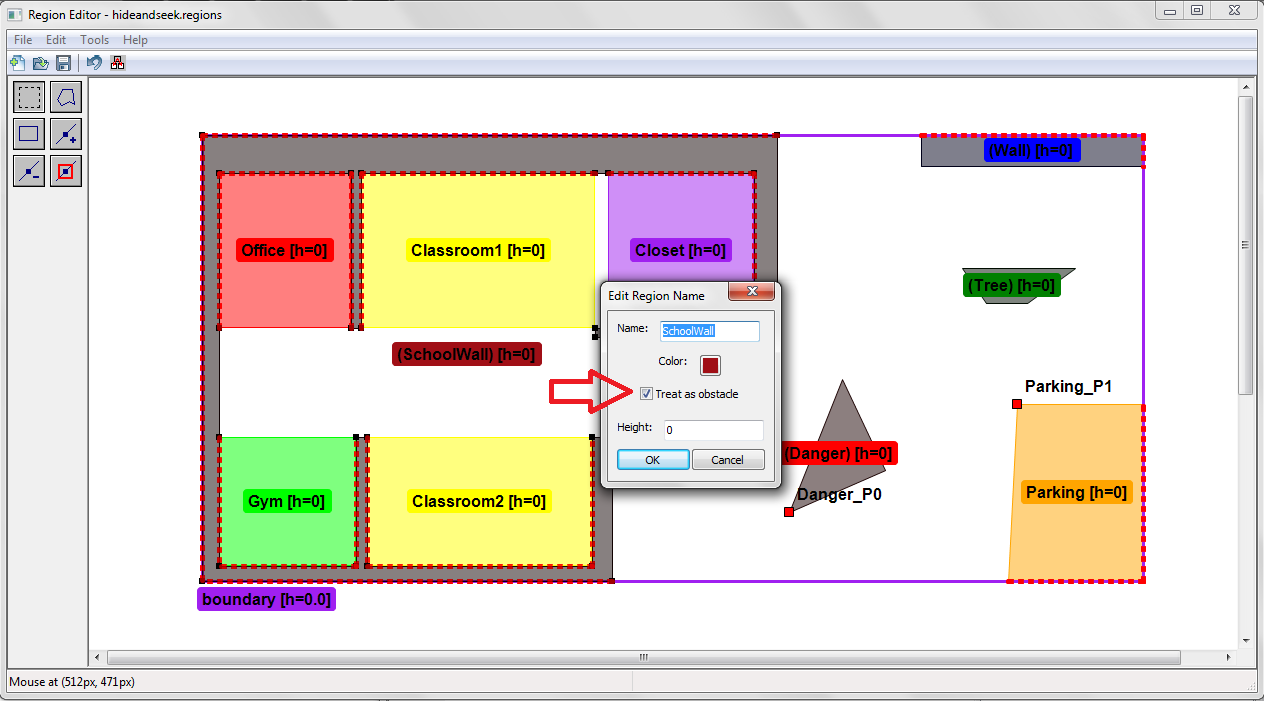 Region Editor - hideandseek.regions
File Edit Tools Help
(Wall) [h=0]
Office [h=0]
Classroom1 [h=0]
Closet [h=0]
(Tree) [h=0]
Edit Region Name
Name: SchoolWall
(SchoolWall) [h=0]
Color:
Treat as obstacle
Parking_P1
Height: 0
OK Cancel
(Danger) [h=0]
Gym [h=0]
Classroom2 [h=0]
Danger_P0
Parking [h=0]
boundary [h=0.0]
Mouse at (512px, 471px)